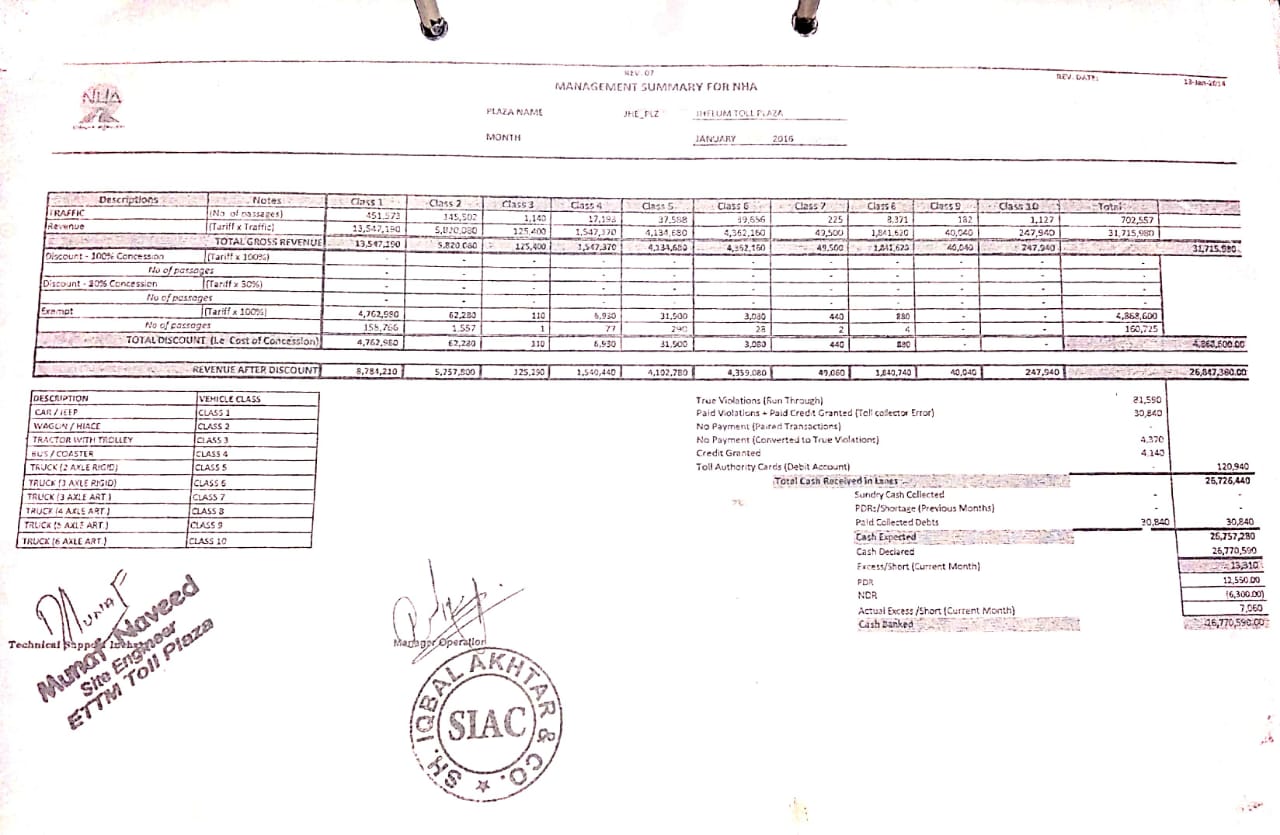 REV. 07
REV. DATE: 13-Jan-2014
NHA
MANAGEMENT SUMMARY FOR NHA
PLAZA NAME JHE_PLZ JHELUM TOLL PLAZA
MONTH JANUARY 2016
Descriptions Notes Class 1 Class 2 Class 3 Class 4 Class 5 Class 6 Class 7 Class 8 Class 9 Class 10 Total
TRAFFIC (No. of passages) 451,573 145,502 1,140 17,193 37,588 39,656 225 8,371 182 1,127 702,557
Revenue (Tariff x Traffic) 13,547,190 5,820,080 125,400 1,547,370 4,134,680 4,362,160 49,500 1,841,620 40,040 247,940 31,715,980
TOTAL GROSS REVENUE 13,547,190 5,820,080 125,400 1,547,370 4,134,680 4,362,160 49,500 1,841,620 40,040 247,940 31,715,980
Discount - 100% Concession (Tariff x 100%) - - - - - - - - - - -
No of passages - - - - - - - - - - -
Discount - 30% Concession (Tariff x 30%) - - - - - - - - - - -
No of passages - - - - - - - - - - -
Exempt (Tariff x 100%) 4,762,980 62,280 110 6,930 31,900 3,080 440 880 - - 4,868,600
No of passages 158,766 1,557 1 77 290 28 2 4 - - 160,725
TOTAL DISCOUNT (i.e Cost of Concession) 4,762,980 62,280 110 6,930 31,900 3,080 440 880 - - 4,868,600.00
REVENUE AFTER DISCOUNT 8,784,210 5,757,800 125,290 1,540,440 4,102,780 4,359,080 49,060 1,840,740 40,040 247,940 26,847,380.00
DESCRIPTION VEHICLE CLASS
CAR / JEEP CLASS 1
WAGON / HIACE CLASS 2
TRACTOR WITH TROLLEY CLASS 3
BUS / COASTER CLASS 4
TRUCK (2 AXLE RIGID) CLASS 5
TRUCK (3 AXLE RIGID) CLASS 6
TRUCK (3 AXLE ART.) CLASS 7
TRUCK (4 AXLE ART.) CLASS 8
TRUCK (5 AXLE ART.) CLASS 9
TRUCK (6 AXLE ART.) CLASS 10
True Violations (Run Through) 81,590
Paid Violations + Paid Credit Granted (Toll collector Error) 30,840
No Payment (Paired Transactions) -
No Payment (Converted to True Violations) 4,370
Credit Granted 4,140
Toll Authority Cards (Debit Account) - 120,940
Total Cash Received in Lanes 26,726,440
Sundry Cash Collected - -
PDRs/Shortage (Previous Months) - -
Paid Collected Debts 30,840 30,840
Cash Expected 26,757,280
Cash Declared 26,770,590
Excess/Short (Current Month) 13,310
PDR 12,550.00
NDR (6,300.00)
Actual Excess /Short (Current Month) 7,060
Cash Banked 26,770,590.00
Munaf
Technical Support
Munaf Naveed
Site Engineer
ETTM Toll Plaza
Manager Operation
SH. IQBAL AKHTAR & CO.
SIAC